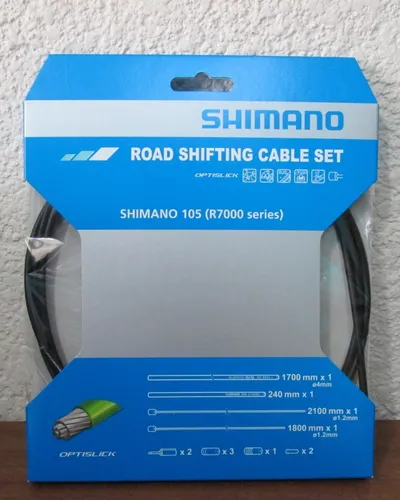 SHIMANO
ROAD SHIFTING CABLE SET
OPTISLICK
SHIMANO 105 (R7000 series)
1700 mm x 1
ø4mm
240 mm x 1
2100 mm x 1
ø1.2mm
1800 mm x 1
ø1.2mm
x 2 x 3 x 1 x 2
OPTISLICK